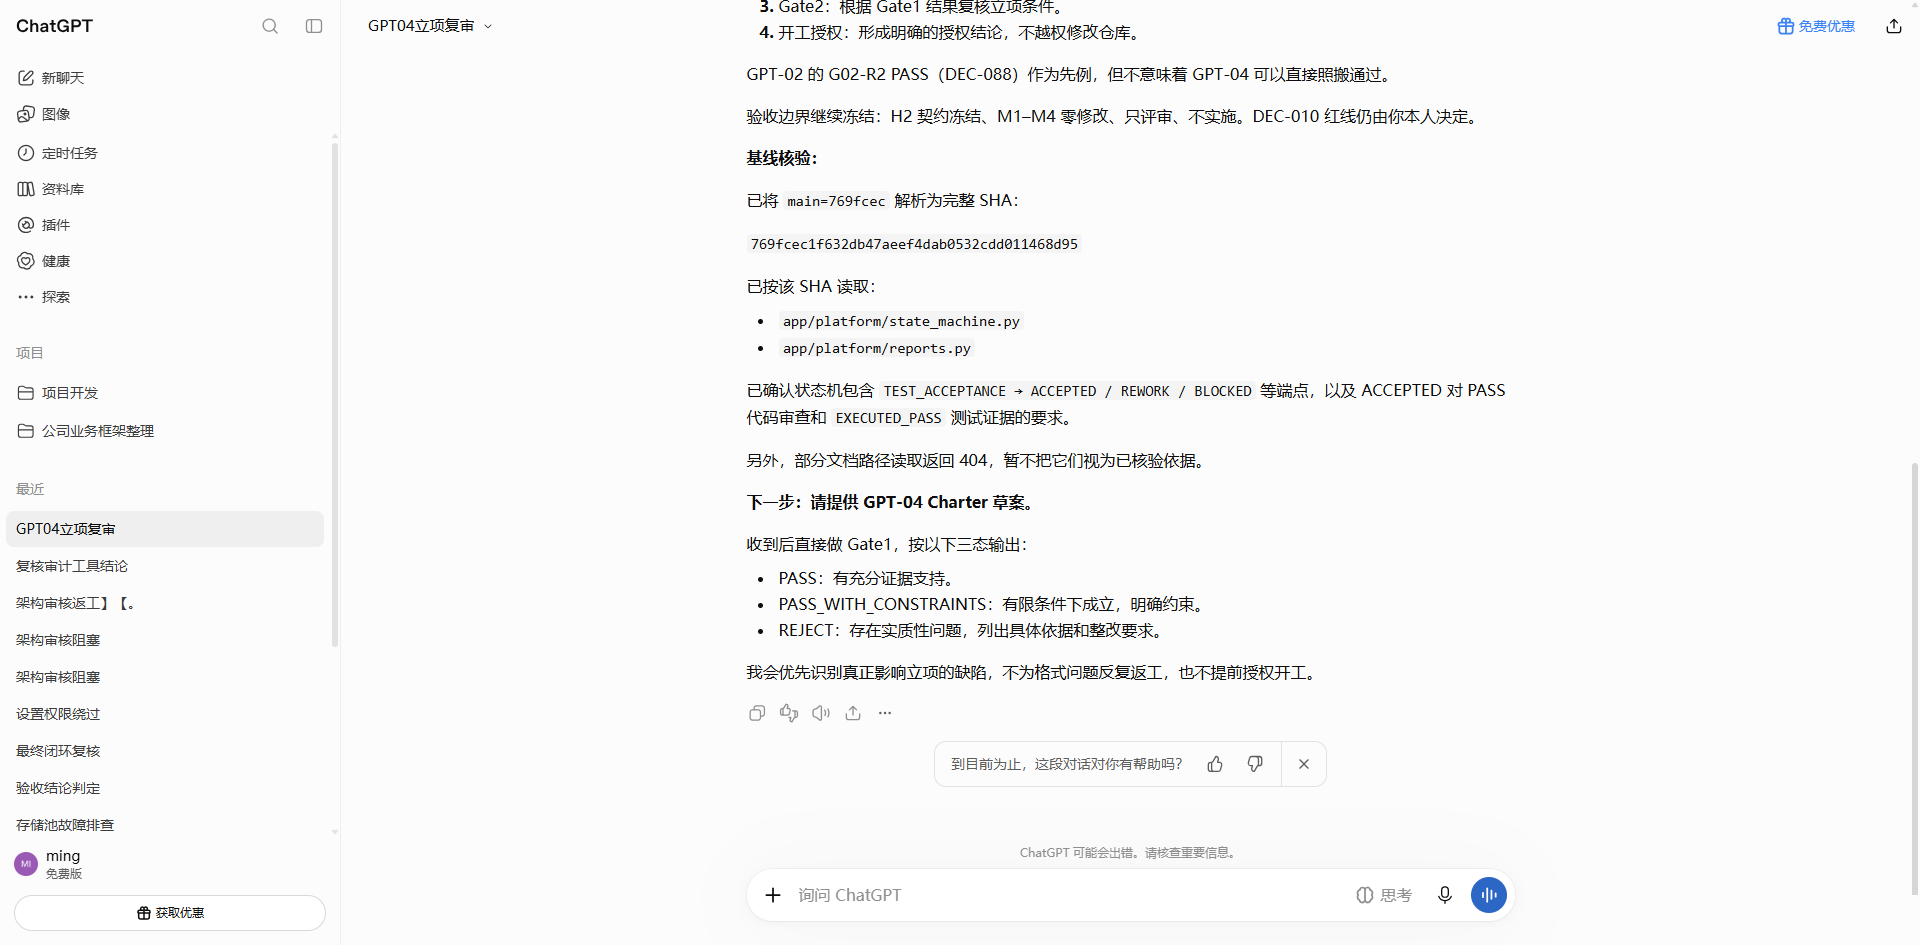 ChatGPT
新聊天
图像
定时任务
资料库
插件
健康
探索
项目
项目开发
公司业务框架整理
最近
GPT04立项复审
复核审计工具结论
架构审核返工】【。
架构审核阻塞
架构审核阻塞
设置权限绕过
最终闭环复核
验收结论判定
存储池故障排查
MI
ming
免费版
获取优惠
GPT04立项复审
免费优惠
3. Gate2：根据 Gate1 结果复核立项条件。
4. 开工授权：形成明确的授权结论，不越权修改仓库。
GPT-02 的 G02-R2 PASS（DEC-088）作为先例，但不意味着 GPT-04 可以直接照搬通过。
验收边界继续冻结：H2 契约冻结、M1–M4 零修改、只评审、不实施。DEC-010 红线仍由你本人决定。
基线核验：
已将 main=769fcec 解析为完整 SHA：
769fcec1f632db47aeef4dab0532cdd011468d95
已按该 SHA 读取：
• app/platform/state_machine.py
• app/platform/reports.py
已确认状态机包含 TEST_ACCEPTANCE → ACCEPTED / REWORK / BLOCKED 等端点，以及 ACCEPTED 对 PASS
代码审查和 EXECUTED_PASS 测试证据的要求。
另外，部分文档路径读取返回 404，暂不把它们视为已核验依据。
下一步：请提供 GPT-04 Charter 草案。
收到后直接做 Gate1，按以下三态输出：
• PASS：有充分证据支持。
• PASS_WITH_CONSTRAINTS：有限条件下成立，明确约束。
• REJECT：存在实质性问题，列出具体依据和整改要求。
我会优先识别真正影响立项的缺陷，不为格式问题反复返工，也不提前授权开工。
到目前为止，这段对话对你有帮助吗？
ChatGPT 可能会出错。请核查重要信息。
询问 ChatGPT
思考